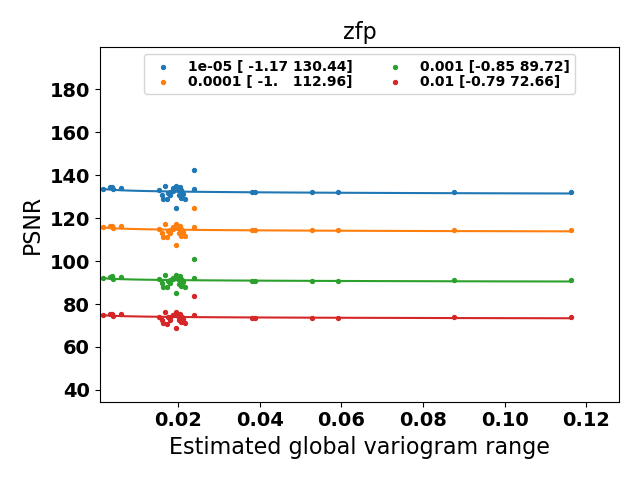 zfp
1e-05 [ -1.17 130.44]
0.0001 [ -1.   112.96]
0.001 [-0.85 89.72]
0.01 [-0.79 72.66]
180
160
140
120
100
80
60
40
PSNR
0.02
0.04
0.06
0.08
0.10
0.12
Estimated global variogram range